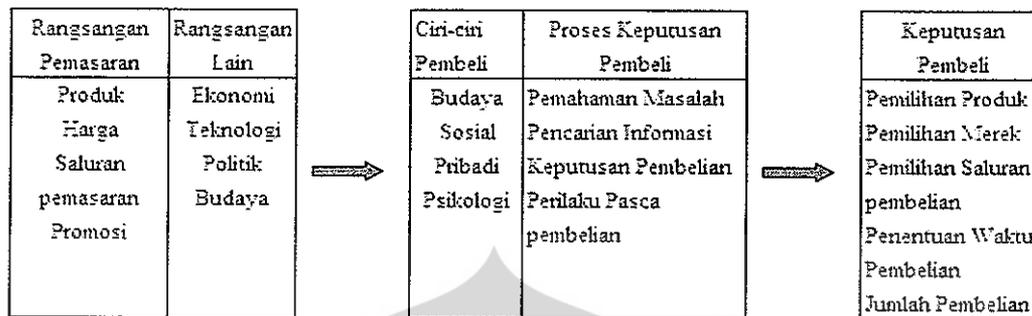 Rangsangan Pemasaran
Produk
Harga
Saluran
pemasaran
Promosi
Rangsangan Lain
Ekonomi
Teknologi
Politik
Budaya
Ciri-ciri Pembeli
Budaya
Sosial
Pribadi
Psikologi
Proses Keputusan Pembeli
Pemahaman Masalah
Pencarian Informasi
Keputusan Pembelian
Perilaku Pasca
pembelian
Keputusan Pembeli
Pemilihan Produk
Pemilihan Merek
Pemilihan Saluran
pembelian
Penentuan Waktu
Pembelian
Jumlah Pembelian